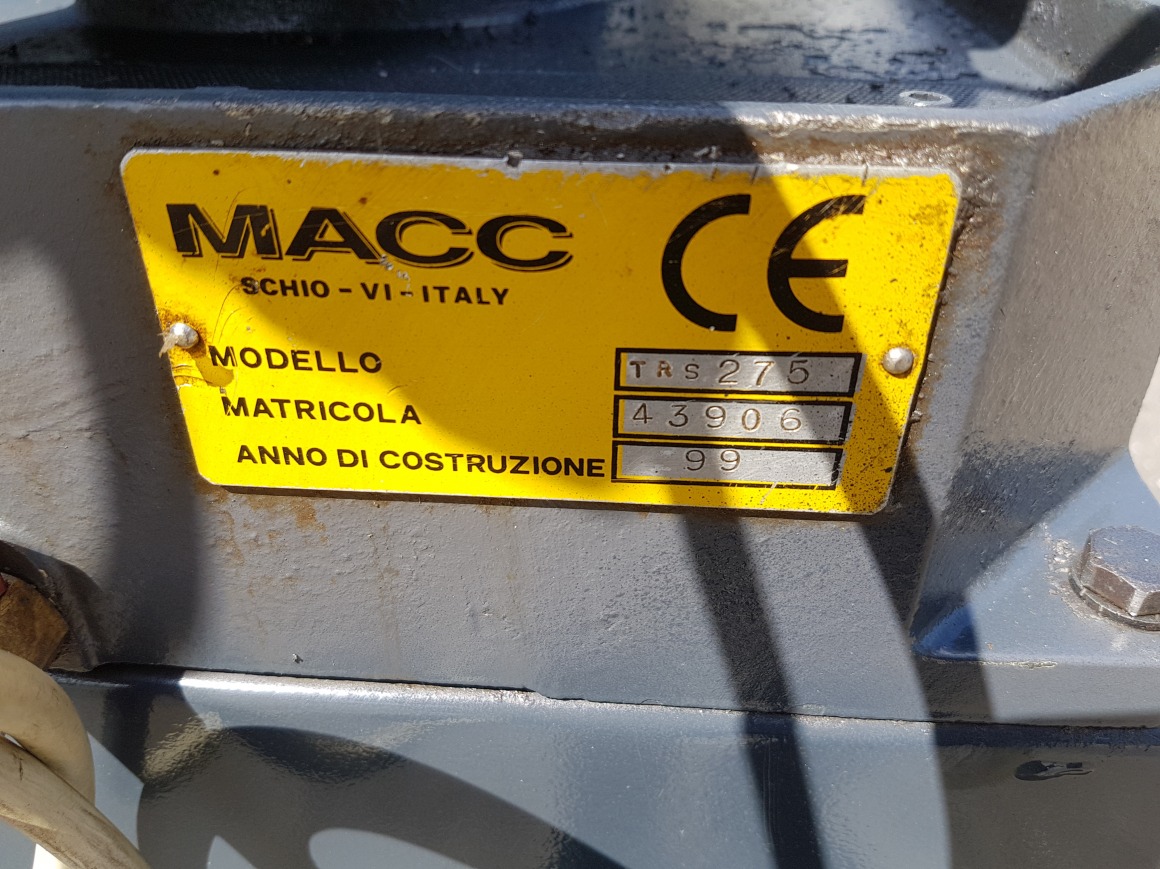 MACC
CE
SCHIO - VI - ITALY
MODELLO TRS 275
MATRICOLA 43906
ANNO DI COSTRUZIONE 99